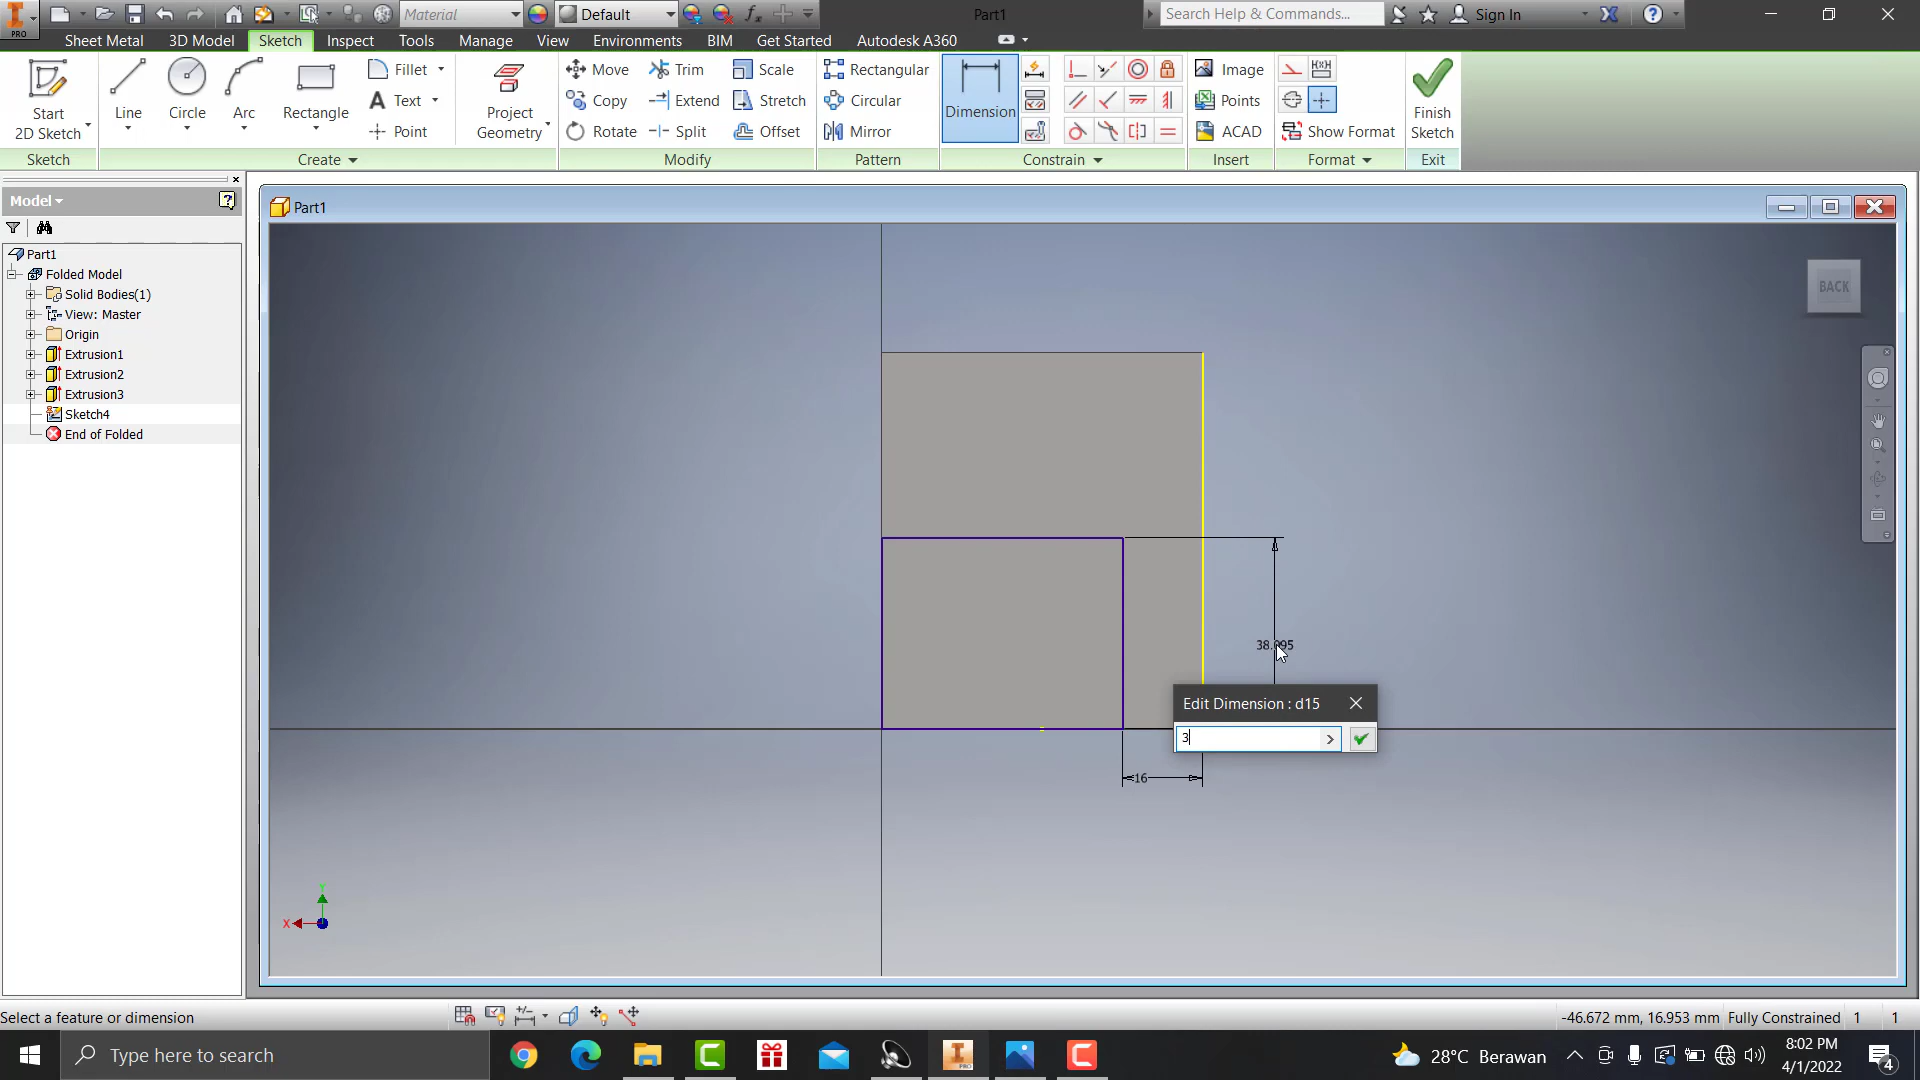 PRO
Material
Default
Part1
Search Help & Commands...
Sign In
Sheet Metal
3D Model
Sketch
Inspect
Tools
Manage
View
Environments
BIM
Get Started
Autodesk A360
Start
2D Sketch
Line
Circle
Arc
Rectangle
Fillet
Text
Point
Project
Geometry
Move
Copy
Rotate
Trim
Extend
Split
Scale
Stretch
Offset
Rectangular
Circular
Mirror
Dimension
Image
Points
ACAD
Show Format
Finish
Sketch
Sketch
Create
Modify
Pattern
Constrain
Insert
Format
Exit
Model
Part1
Folded Model
Solid Bodies(1)
View: Master
Origin
Extrusion1
Extrusion2
Extrusion3
Sketch4
End of Folded
Part1
BACK
Edit Dimension : d15
3
16
Y
X
Select a feature or dimension
-46.672 mm, 16.953 mm
Fully Constrained
1
1
Type here to search
PRO
28°C Berawan
8:02 PM
4/1/2022
4